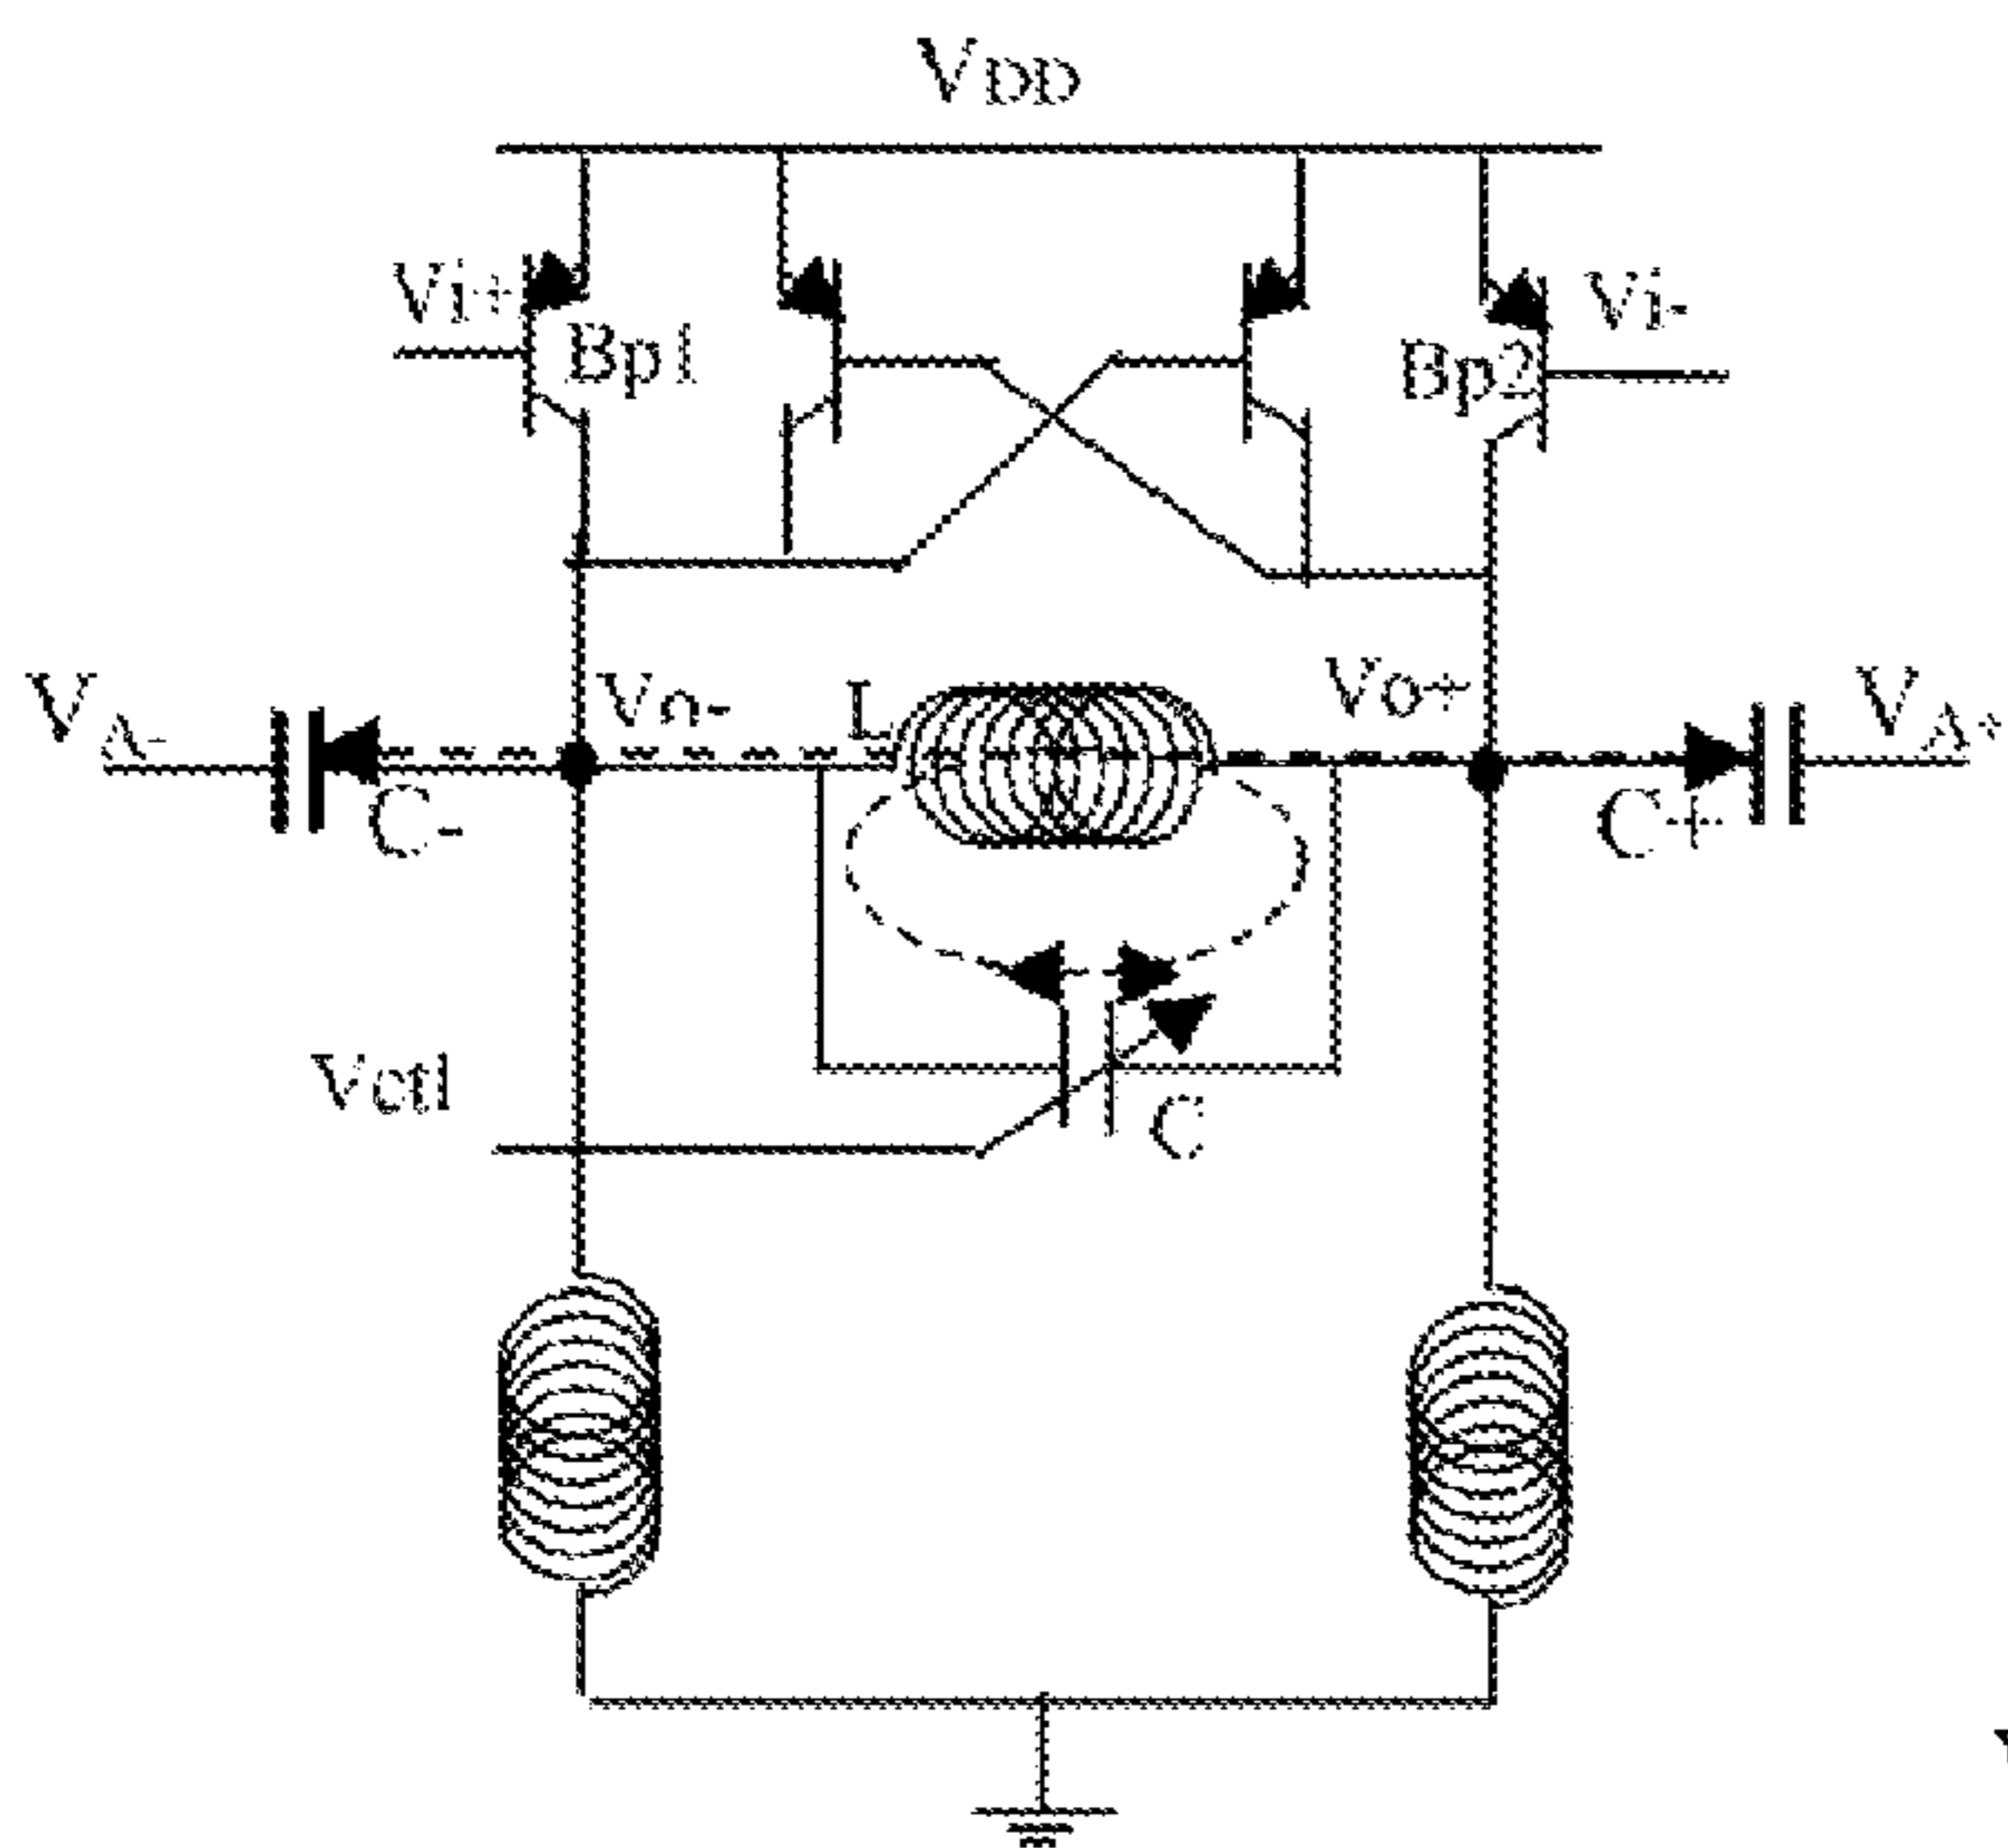 VDD
Vi+
Vi-
Bp1
Bp2
VA-
Vo-
L
Vo+
VA+
C-
C+
Vctl
C